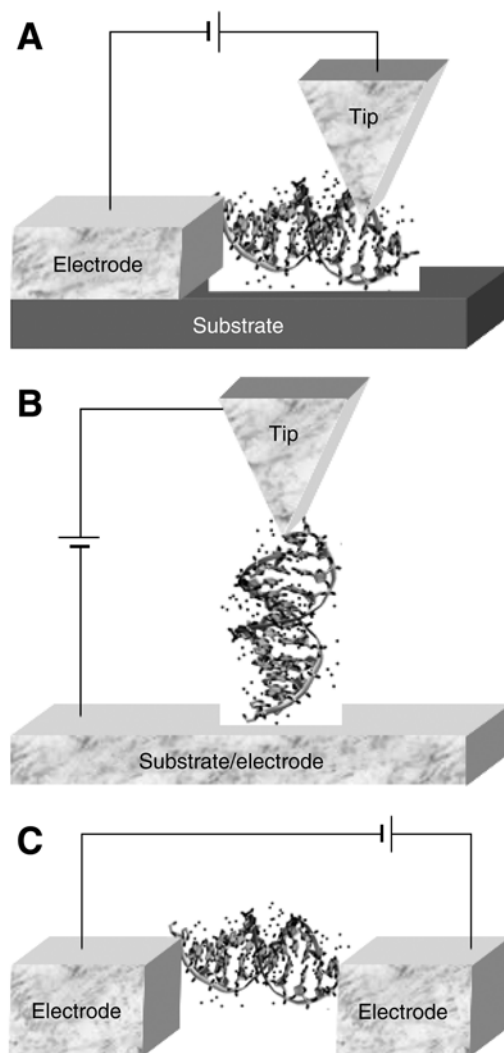 A
Tip
Electrode
Substrate
B
Tip
Substrate/electrode
C
Electrode
Electrode